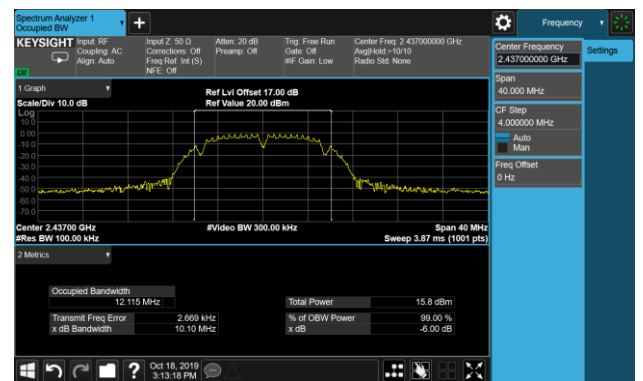 Spectrum Analyzer 1
Occupied BW
+
Frequency
KEYSIGHT
Input: RF
Coupling: AC
Align: Auto
Input Z: 50 Ω
Corrections: Off
Freq Ref: Int (S)
NFE: Off
Atten: 20 dB
Preamp: Off
Trig: Free Run
Gate: Off
#IF Gain: Low
Center Freq: 2.437000000 GHz
Avg|Hold:>10/10
Radio Std: None
Center Frequency
2.437000000 GHz
Settings
Span
40.000 MHz
CF Step
4.000000 MHz
Auto
Man
Freq Offset
0 Hz
1 Graph
Scale/Div 10.0 dB
Ref Lvl Offset 17.00 dB
Ref Value 20.00 dBm
Log
10.0
0.00
-10.0
-20.0
-30.0
-40.0
-50.0
-60.0
-70.0
Center 2.43700 GHz
#Res BW 100.00 kHz
#Video BW 300.00 kHz
Span 40 MHz
Sweep 3.87 ms (1001 pts)
2 Metrics
Occupied Bandwidth
12.115 MHz
Total Power 15.8 dBm
Transmit Freq Error 2.669 kHz
% of OBW Power 99.00 %
x dB Bandwidth 10.10 MHz
x dB -6.00 dB
?
Oct 18, 2019
3:13:18 PM